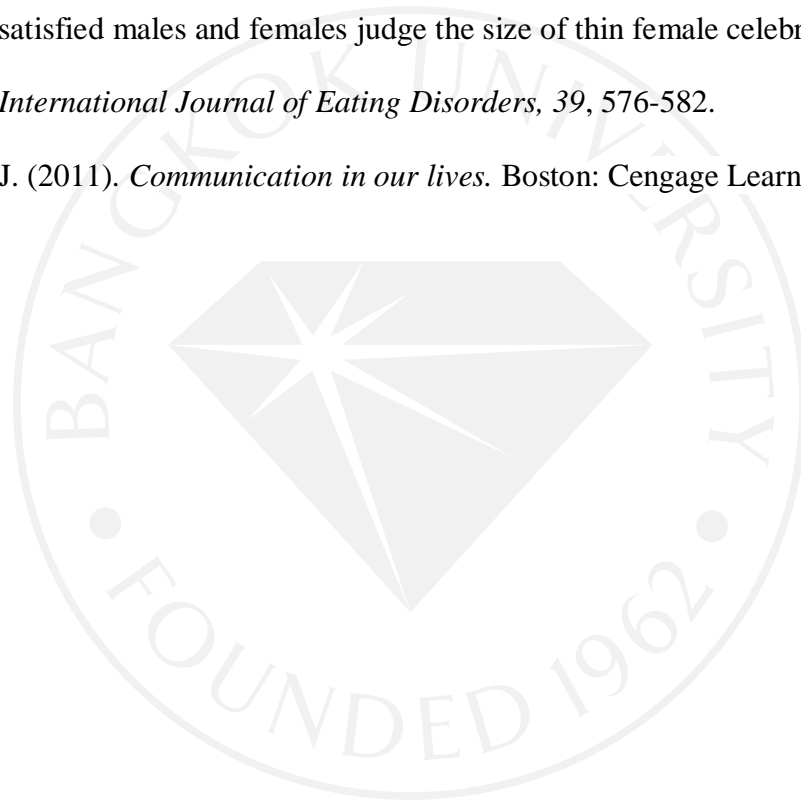 satisfied males and females judge the size of thin female celebr
International Journal of Eating Disorders, 39, 576-582.
J. (2011). Communication in our lives. Boston: Cengage Learn
BANGKOK UNIVERSITY
FOUNDED 1962